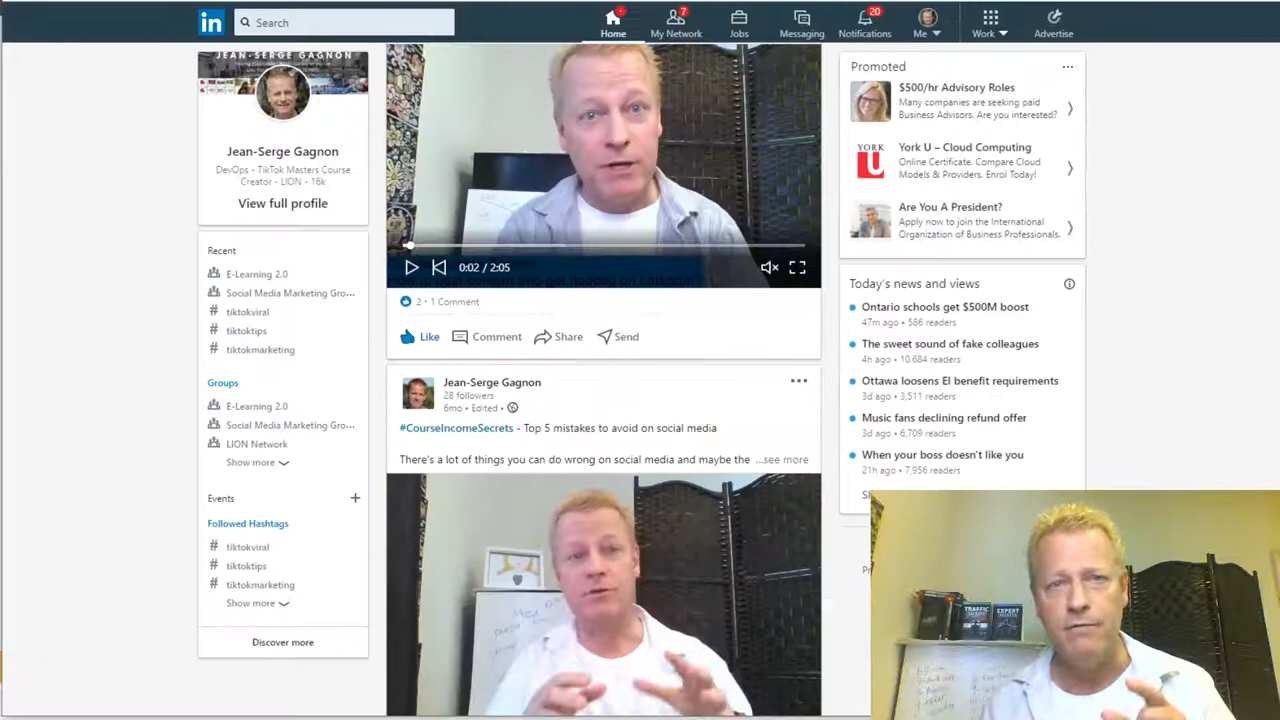 in
Search
Home
7
My Network
Jobs
Messaging
20
Notifications
Me
Work
Advertise
JEAN-SERGE GAGNON
Jean-Serge Gagnon
DevOps - TikTok Masters Course
Creator - LION - 16k
View full profile
Recent
E-Learning 2.0
Social Media Marketing Gro...
# tiktokviral
# tiktoktips
# tiktokmarketing
Groups
E-Learning 2.0
Social Media Marketing Gro...
LION Network
Show more
Events
+
Followed Hashtags
# tiktokviral
# tiktoktips
# tiktokmarketing
Show more
Discover more
0:02 / 2:05
2 • 1 Comment
Like
Comment
Share
Send
Jean-Serge Gagnon
28 followers
6mo • Edited •
#CourseIncomeSecrets - Top 5 mistakes to avoid on social media
There's a lot of things you can do wrong on social media and maybe the ...see more
Promoted
$500/hr Advisory Roles
Many companies are seeking paid
Business Advisors. Are you interested?
YORK
U
York U – Cloud Computing
Online Certificate. Compare Cloud
Models & Providers. Enrol Today!
Are You A President?
Apply now to join the International
Organization of Business Professionals.
Today's news and views
Ontario schools get $500M boost
47m ago • 586 readers
The sweet sound of fake colleagues
4h ago • 10,684 readers
Ottawa loosens EI benefit requirements
3d ago • 3,511 readers
Music fans declining refund offer
3d ago • 6,709 readers
When your boss doesn't like you
21h ago • 7,956 readers
TRAFFIC
SECRETS
EXPERT
SECRETS